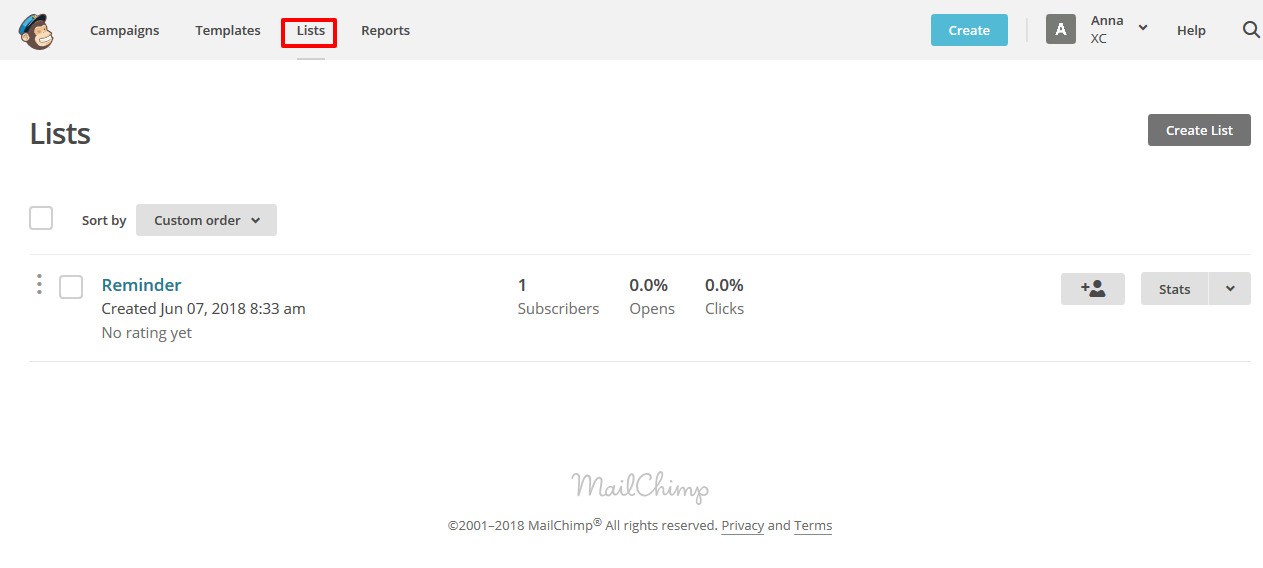 Campaigns Templates Lists Reports Create A Anna Help
XC
Lists
Create List
Sort by Custom order
Reminder 1 0.0% 0.0% Stats
Created Jun 07, 2018 8:33 am Subscribers Opens Clicks
No rating yet
MailChimp
©2001–2018 MailChimp® All rights reserved. Privacy and Terms